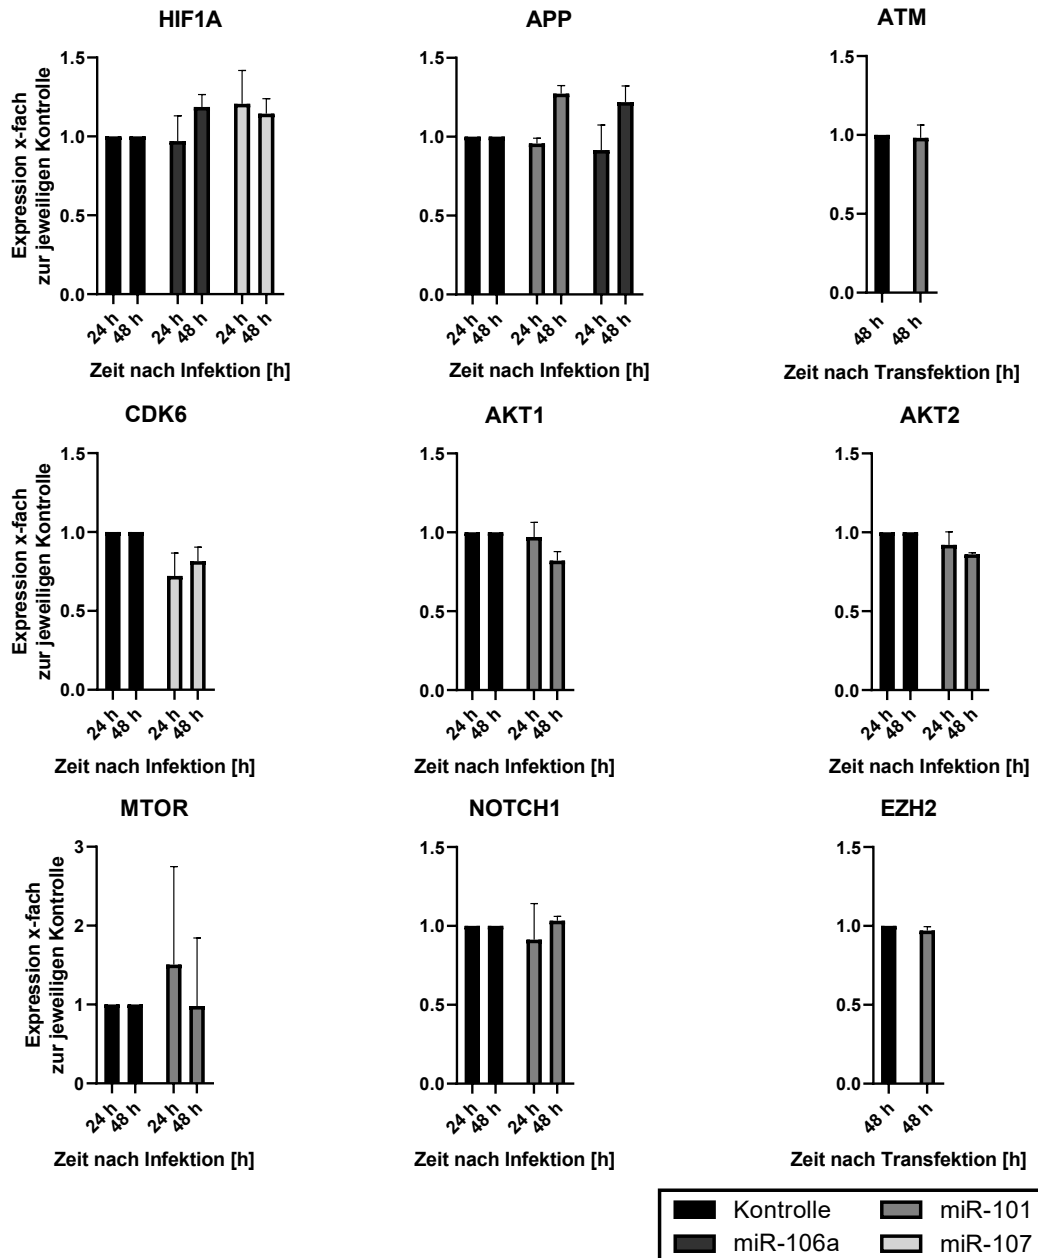 HIF1A
APP
ATM
Expression x-fach
zur jeweiligen Kontrolle
1.5
1.0
0.5
0.0
24 h
48 h
24 h
48 h
24 h
48 h
Zeit nach Infektion [h]
1.5
1.0
0.5
0.0
24 h
48 h
24 h
48 h
24 h
48 h
Zeit nach Infektion [h]
1.5
1.0
0.5
0.0
48 h
48 h
Zeit nach Transfektion [h]
CDK6
AKT1
AKT2
Expression x-fach
zur jeweiligen Kontrolle
1.5
1.0
0.5
0.0
24 h
48 h
24 h
48 h
Zeit nach Infektion [h]
1.5
1.0
0.5
0.0
24 h
48 h
24 h
48 h
Zeit nach Infektion [h]
1.5
1.0
0.5
0.0
24 h
48 h
24 h
48 h
Zeit nach Infektion [h]
MTOR
NOTCH1
EZH2
Expression x-fach
zur jeweiligen Kontrolle
3
2
1
0
24 h
48 h
24 h
48 h
Zeit nach Infektion [h]
1.5
1.0
0.5
0.0
24 h
48 h
24 h
48 h
Zeit nach Infektion [h]
1.5
1.0
0.5
0.0
48 h
48 h
Zeit nach Transfektion [h]
Kontrolle
miR-101
miR-106a
miR-107